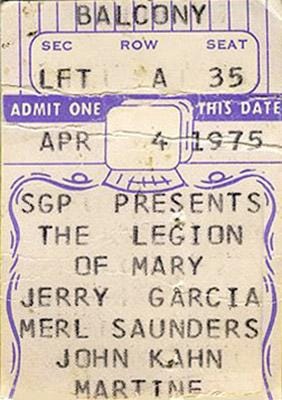 BALCONY
SEC ROW SEAT
LFT A 35
ADMIT ONE THIS DATE
APR 4 1975
SGP PRESENTS
THE LEGION
OF MARY
JERRY GARCIA
MERL SAUNDERS
JOHN KAHN
MARTINE